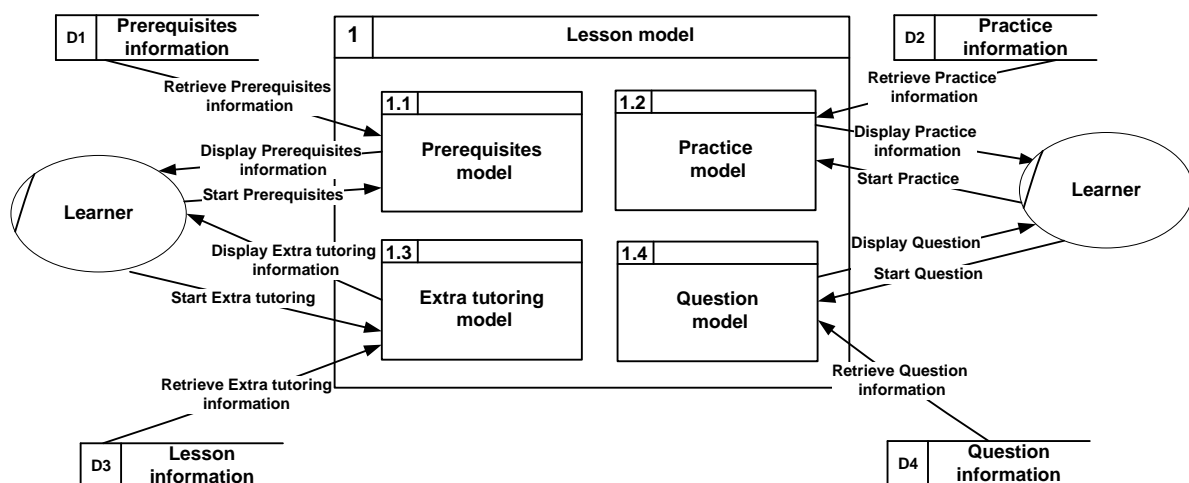 D1
Prerequisites
information
1
Lesson model
D2
Practice
information
Retrieve Prerequisites
information
Retrieve Practice
information
1.1
Prerequisites
model
1.2
Practice
model
Display Prerequisites
information
Start Prerequisites
Display Practice
information
Start Practice
Learner
Learner
Display Extra tutoring
information
Start Extra tutoring
1.3
Extra tutoring
model
1.4
Question
model
Display Question
Start Question
Retrieve Extra tutoring
information
Retrieve Question
information
D3
Lesson
information
D4
Question
information